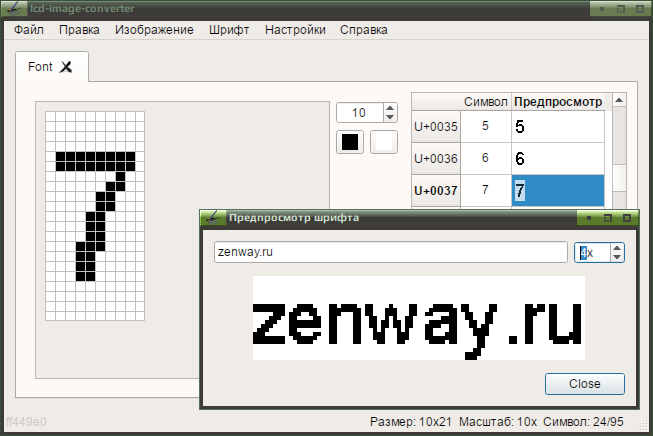 lcd-image-converter
Файл Правка Изображение Шрифт Настройки Справка
Font
10
Символ Предпросмотр
U+0035 5 5
U+0036 6 6
U+0037 7 7
7
Предпросмотр шрифта
zenway.ru 4x
zenway.ru
Close
ff449e0 Размер: 10x21 Масштаб: 10x Символ: 24/95